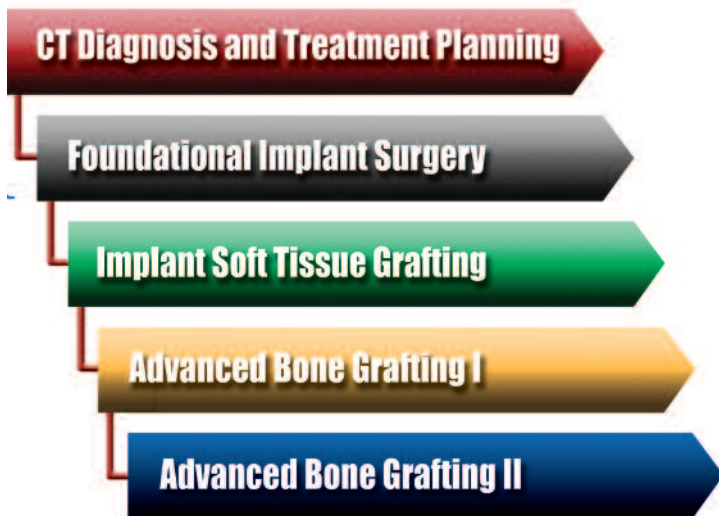 CT Diagnosis and Treatment Planning
Foundational Implant Surgery
Implant Soft Tissue Grafting
Advanced Bone Grafting I
Advanced Bone Grafting II